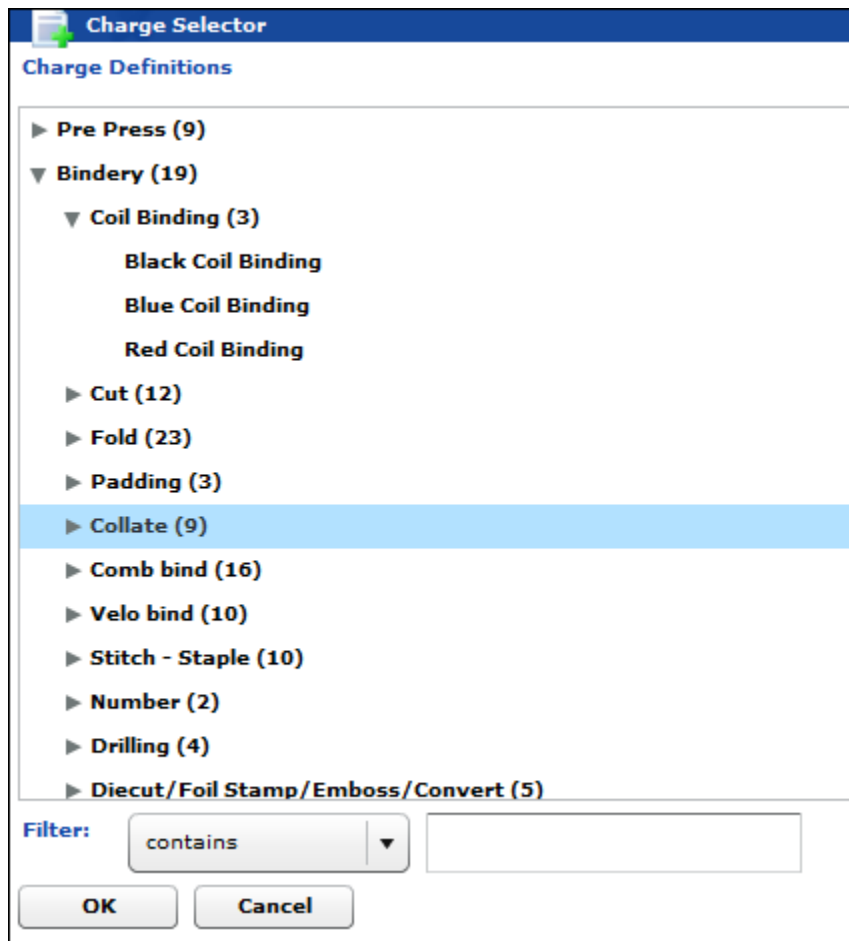 Charge Selector
Charge Definitions
Pre Press (9)
Bindery (19)
Coil Binding (3)
Black Coil Binding
Blue Coil Binding
Red Coil Binding
Cut (12)
Fold (23)
Padding (3)
Collate (9)
Comb bind (16)
Velo bind (10)
Stitch - Staple (10)
Number (2)
Drilling (4)
Diecut/Foil Stamp/Emboss/Convert (5)
Filter: contains
OK Cancel